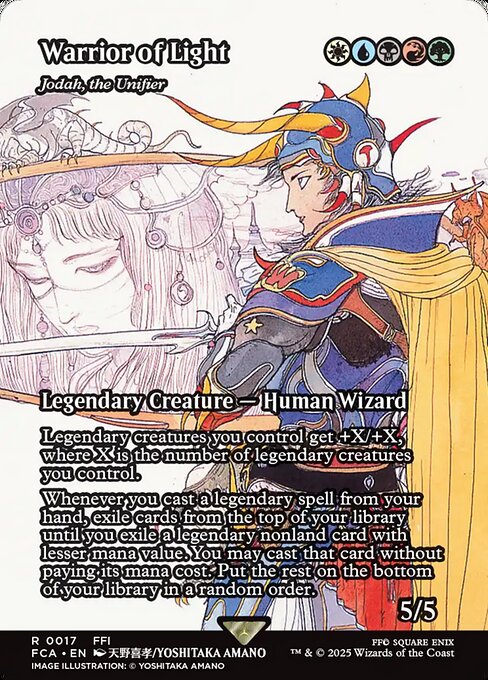 Warrior of Light
Jodah, the Unifier
Legendary Creature — Human Wizard
Legendary creatures you control get +X/+X,
where X is the number of legendary creatures
you control.
Whenever you cast a legendary spell from your
hand, exile cards from the top of your library
until you exile a legendary nonland card with
lesser mana value. You may cast that card without
paying its mana cost. Put the rest on the bottom
of your library in a random order.
5/5
R 0017 FFI
FCA • EN 天野喜孝/YOSHITAKA AMANO
IMAGE ILLUSTRATION: © YOSHITAKA AMANO
FF© SQUARE ENIX
™ & © 2025 Wizards of the Coast